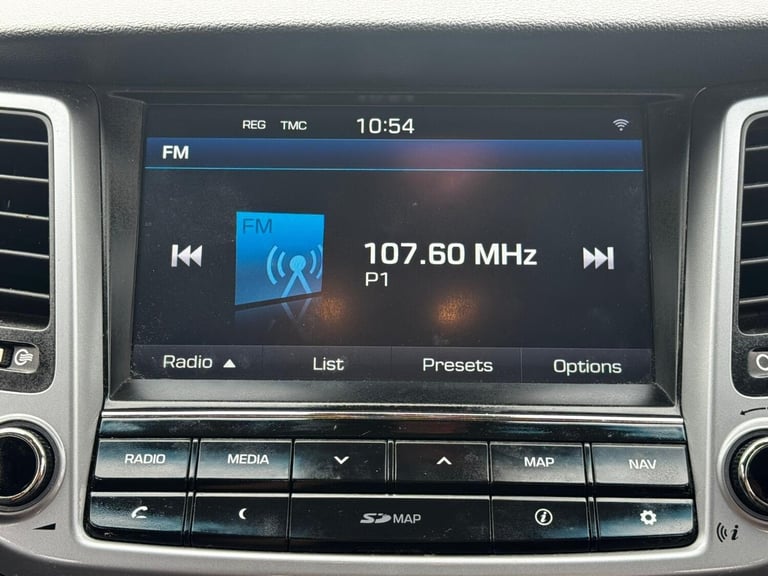 REG TMC 10:54
FM
FM
107.60 MHz
P1
Radio ▲ List Presets Options
RADIO MEDIA MAP NAV
SD MAP
i
i